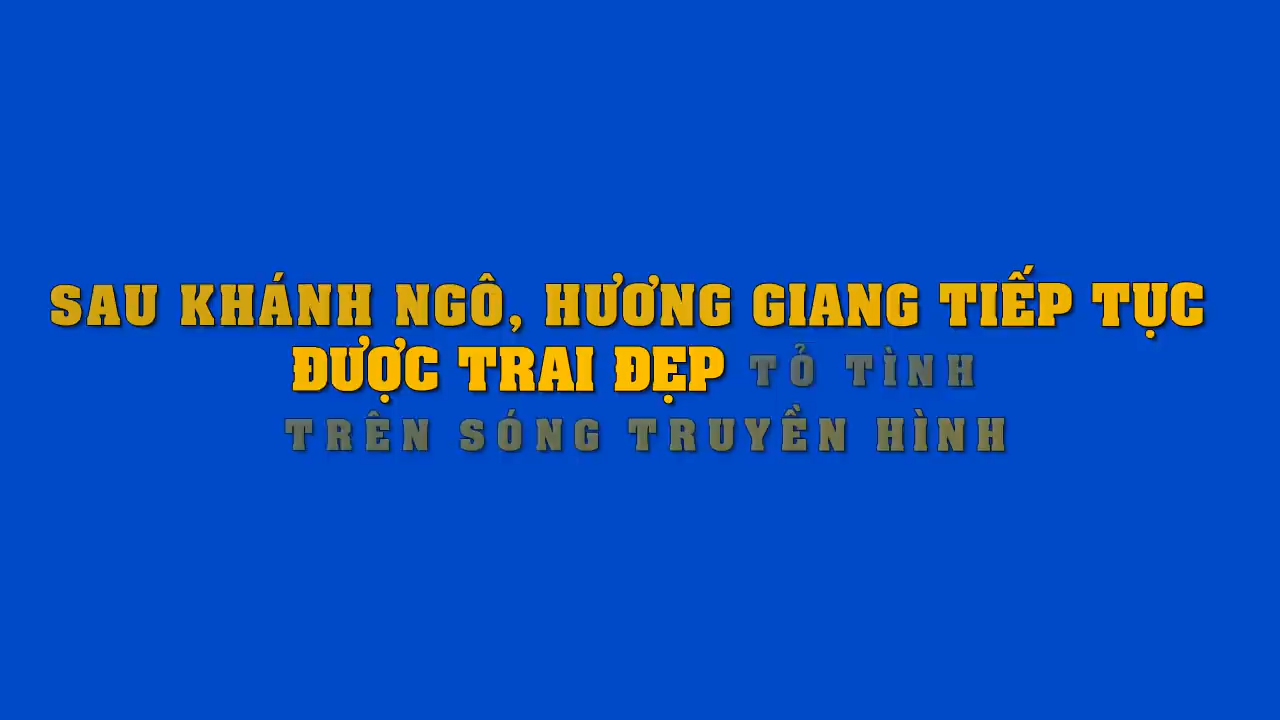 SAU KHÁNH NGÔ, HƯƠNG GIANG TIẾP TỤC
ĐƯỢC TRAI ĐẸP TỎ TÌNH
TRÊN SÓNG TRUYỀN HÌNH